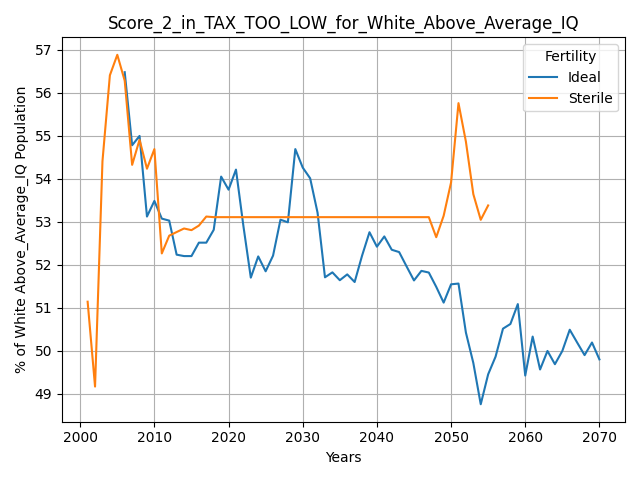 Score_2_in_TAX_TOO_LOW_for_White_Above_Average_IQ
% of White Above_Average_IQ Population
57
56
55
54
53
52
51
50
49
Fertility
Ideal
Sterile
2000 2010 2020 2030 2040 2050 2060 2070
Years